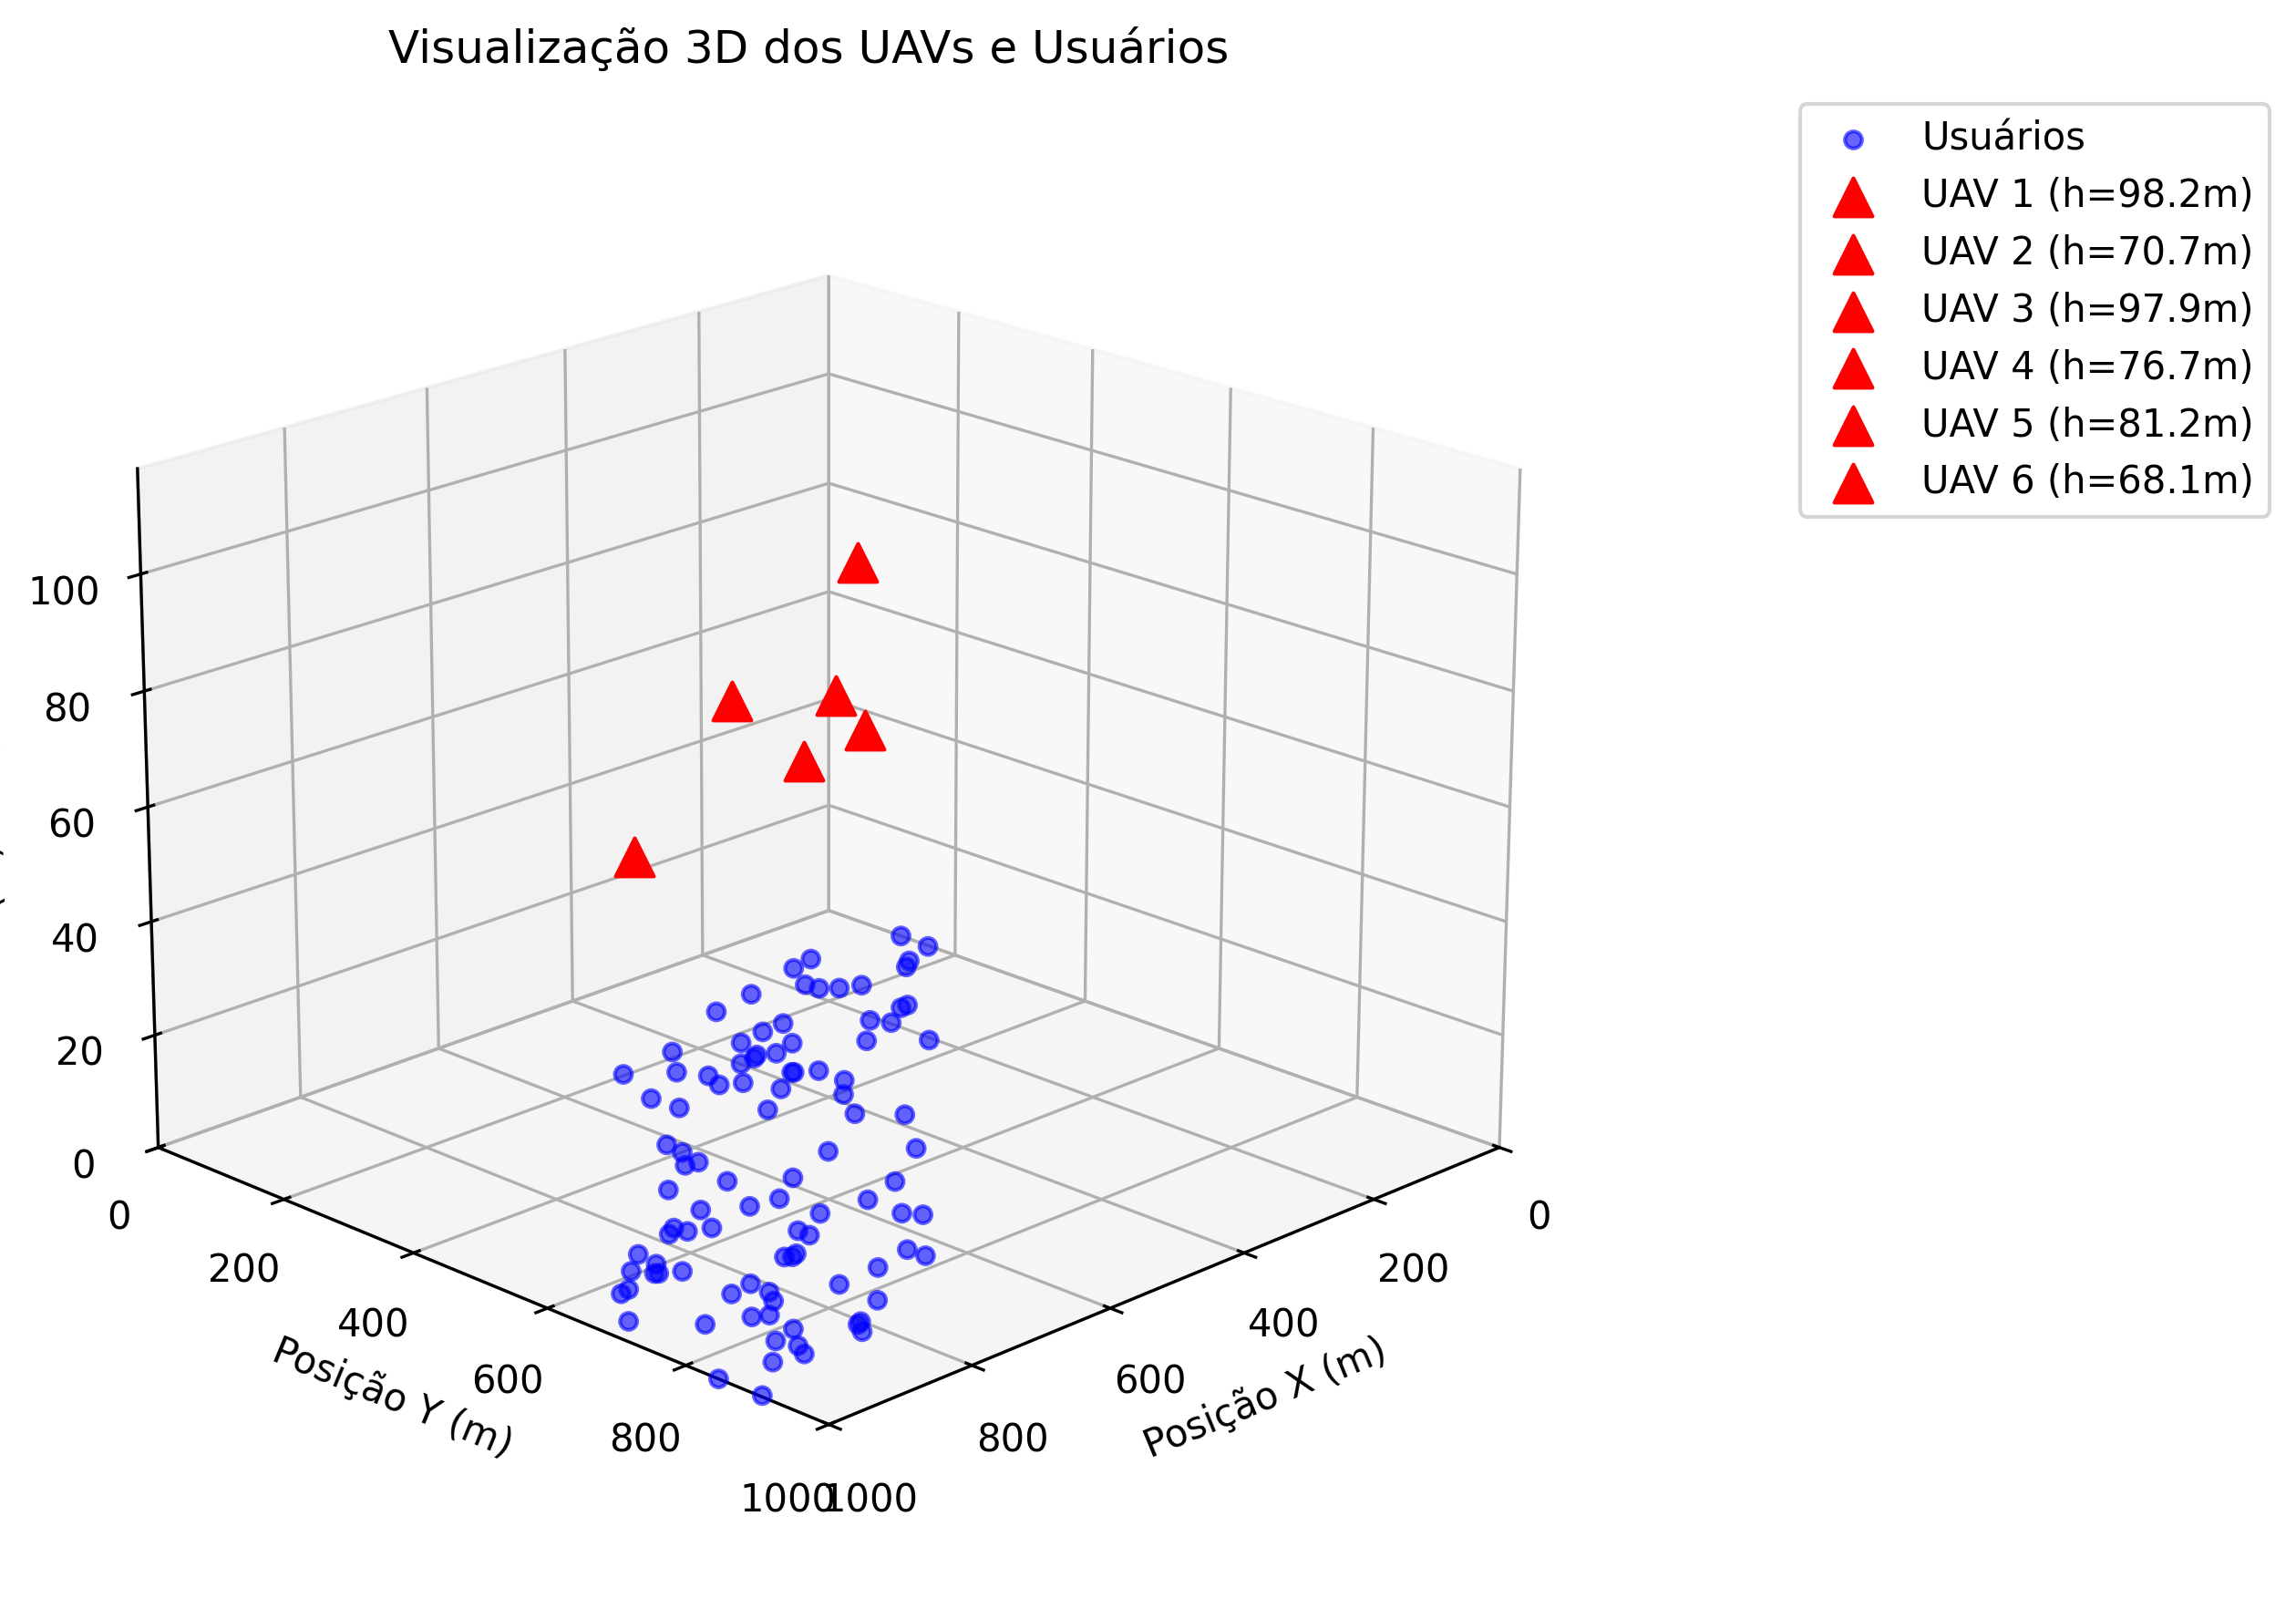 Visualização 3D dos UAVs e Usuários
Usuários
UAV 1 (h=98.2m)
UAV 2 (h=70.7m)
UAV 3 (h=97.9m)
UAV 4 (h=76.7m)
UAV 5 (h=81.2m)
UAV 6 (h=68.1m)
100
80
60
40
20
0
0
200
400
600
800
1000
Posição Y (m)
0
200
400
600
800
1000
Posição X (m)